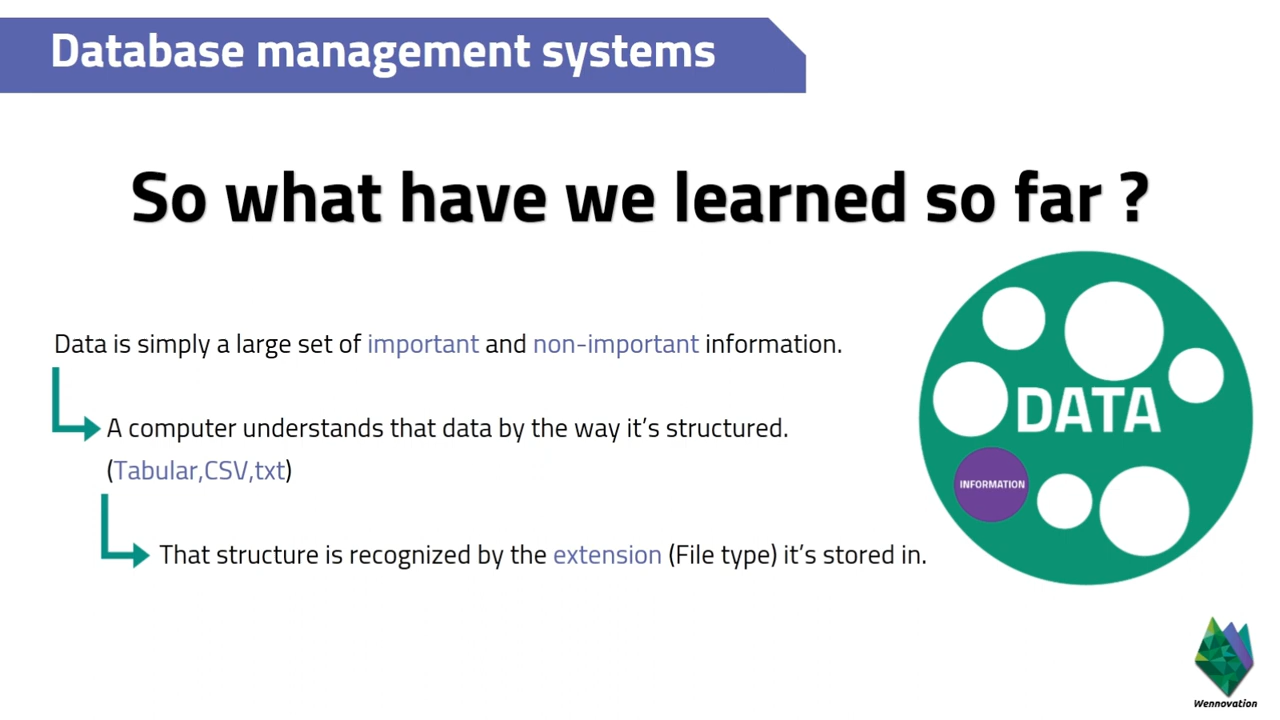 Database management systems
So what have we learned so far ?
Data is simply a large set of important and non-important information.
A computer understands that data by the way it’s structured.
(Tabular,CSV,txt)
That structure is recognized by the extension (File type) it’s stored in.
DATA
INFORMATION
Wennovation